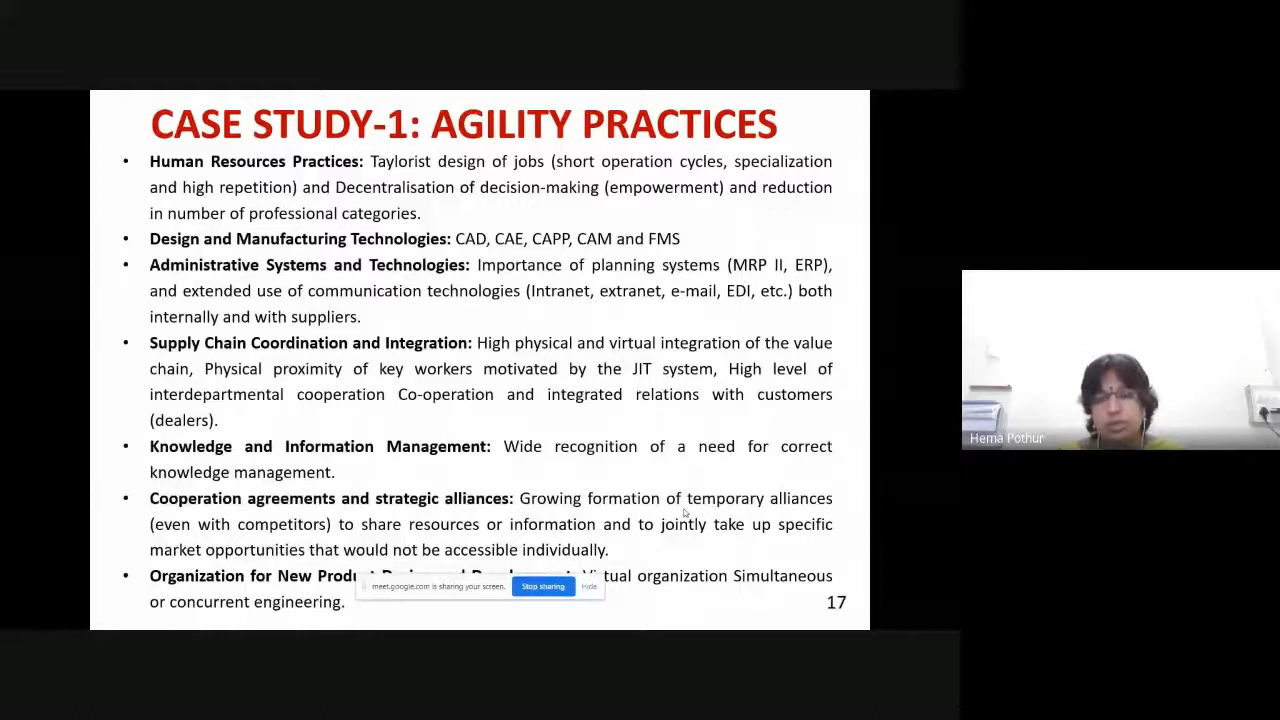 CASE STUDY-1: AGILITY PRACTICES
• Human Resources Practices: Taylorist design of jobs (short operation cycles, specialization
and high repetition) and Decentralisation of decision-making (empowerment) and reduction
in number of professional categories.
• Design and Manufacturing Technologies: CAD, CAE, CAPP, CAM and FMS
• Administrative Systems and Technologies: Importance of planning systems (MRP II, ERP),
and extended use of communication technologies (Intranet, extranet, e-mail, EDI, etc.) both
internally and with suppliers.
• Supply Chain Coordination and Integration: High physical and virtual integration of the value
chain, Physical proximity of key workers motivated by the JIT system, High level of
interdepartmental cooperation Co-operation and integrated relations with customers
(dealers).
• Knowledge and Information Management: Wide recognition of a need for correct
knowledge management.
• Cooperation agreements and strategic alliances: Growing formation of temporary alliances
(even with competitors) to share resources or information and to jointly take up specific
market opportunities that would not be accessible individually.
• Organization for New Virtual organization Simultaneous
or concurrent engineering.
meet.google.com is sharing your screen. Stop sharing Hide
17
Hema Pothur